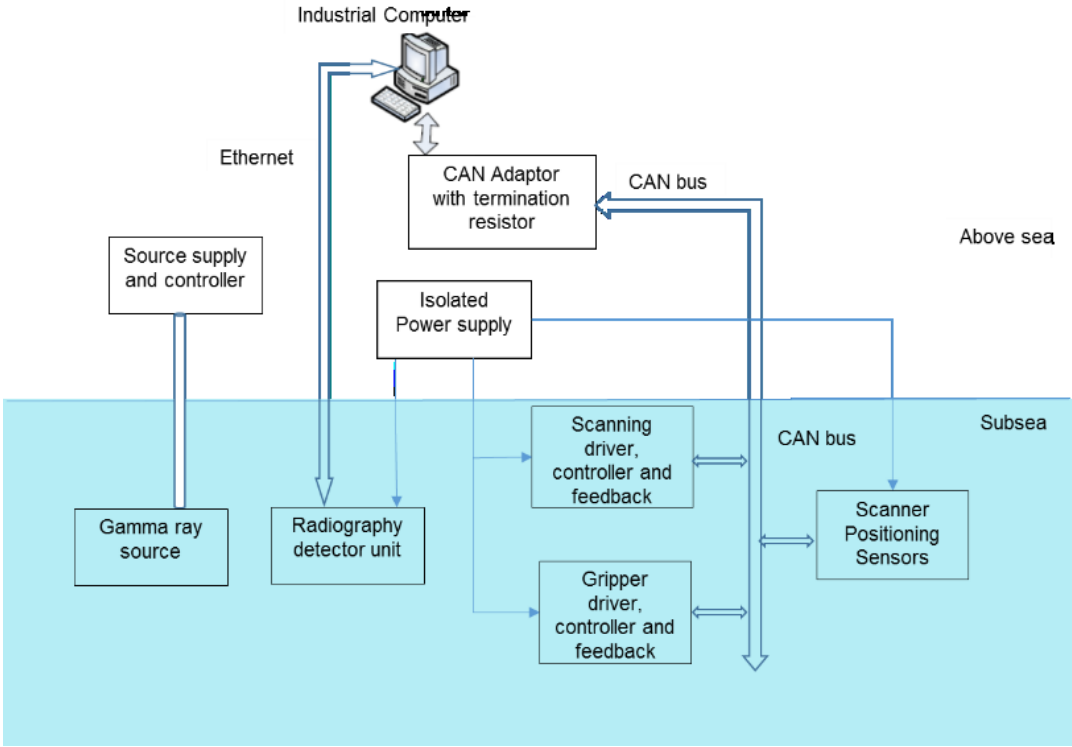 Industrial Computer
Ethernet
CAN Adaptor
with termination
resistor
CAN bus
Above sea
Source supply
and controller
Isolated
Power supply
Subsea
Scanning
driver,
controller and
feedback
CAN bus
Gamma ray
source
Radiography
detector unit
Scanner
Positioning
Sensors
Gripper
driver,
controller and
feedback